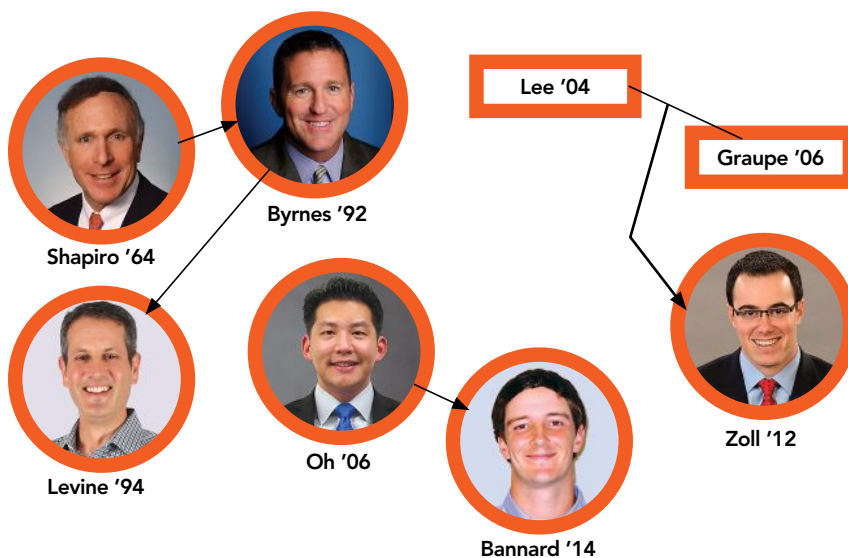 Lee ’04
Graupe ’06
Byrnes ’92
Shapiro ’64
Zoll ’12
Oh ’06
Levine ’94
Bannard ’14